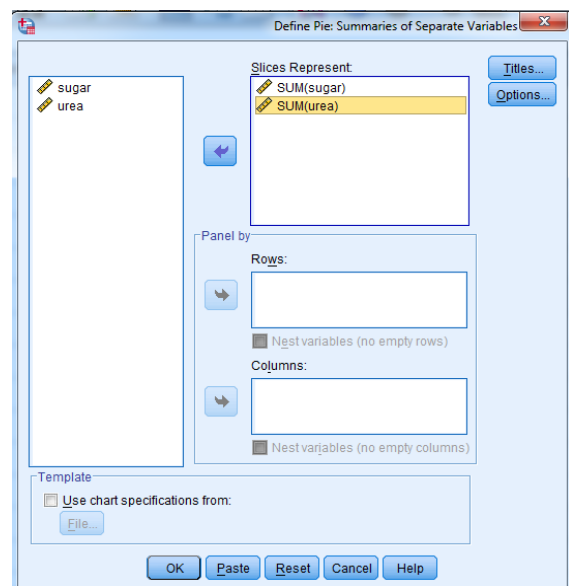 Define Pie: Summaries of Separate Variables
sugar
urea
Slices Represent:
SUM(sugar)
SUM(urea)
Titles...
Options...
Panel by
Rows:
Nest variables (no empty rows)
Columns:
Nest variables (no empty columns)
Template
Use chart specifications from:
File...
OK
Paste
Reset
Cancel
Help